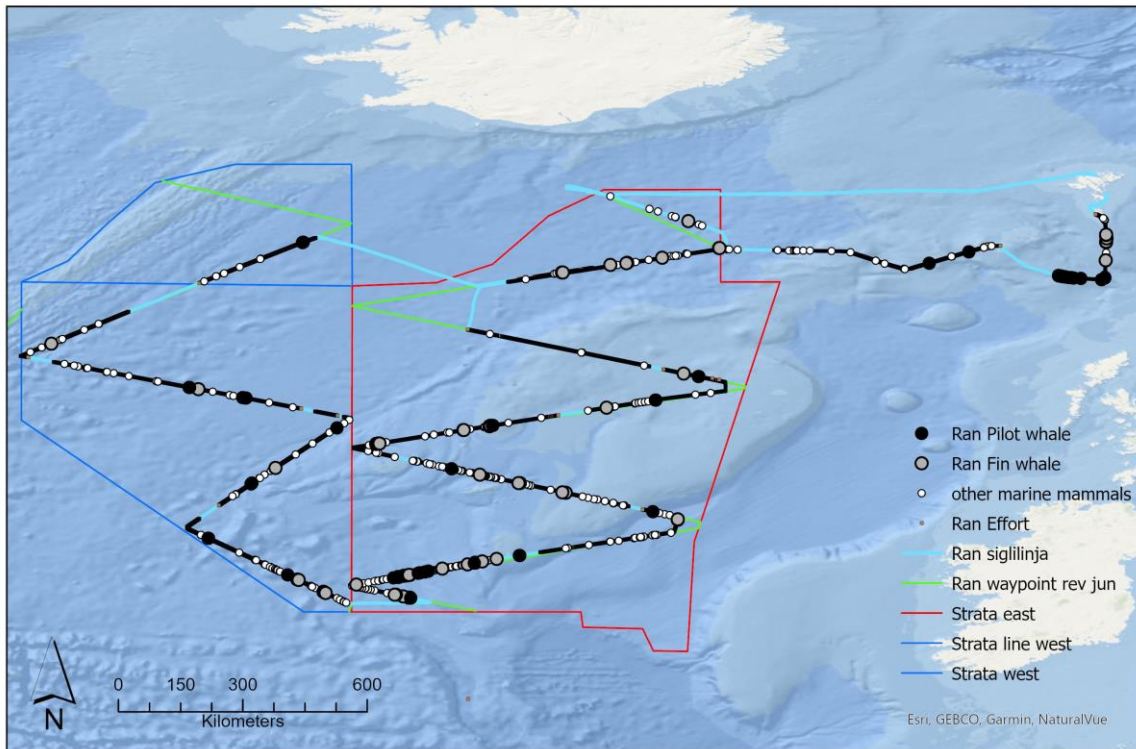 Ran Pilot whale
Ran Fin whale
other marine mammals
Ran Effort
Ran siglilinja
Ran waypoint rev jun
Strata east
Strata line west
Strata west
N
0 150 300 600
Kilometers
Esri, GEBCO, Garmin, NaturalVue